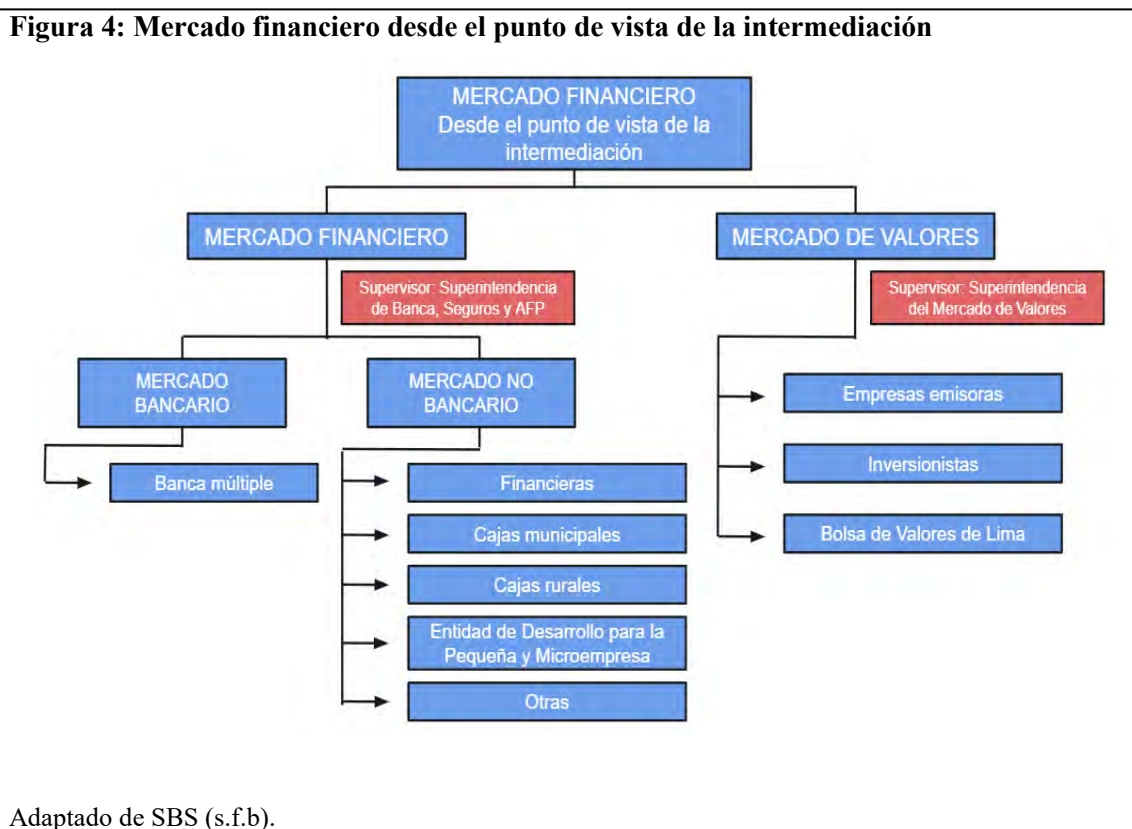 Figura 4: Mercado financiero desde el punto de vista de la intermediación
MERCADO FINANCIERO
Desde el punto de vista de la
intermediación
MERCADO FINANCIERO
MERCADO DE VALORES
Supervisor: Superintendencia
de Banca, Seguros y AFP
Supervisor: Superintendencia
del Mercado de Valores
MERCADO
BANCARIO
MERCADO NO
BANCARIO
Banca múltiple
Financieras
Cajas municipales
Cajas rurales
Entidad de Desarrollo para la
Pequeña y Microempresa
Otras
Empresas emisoras
Inversionistas
Bolsa de Valores de Lima
Adaptado de SBS (s.f.b).